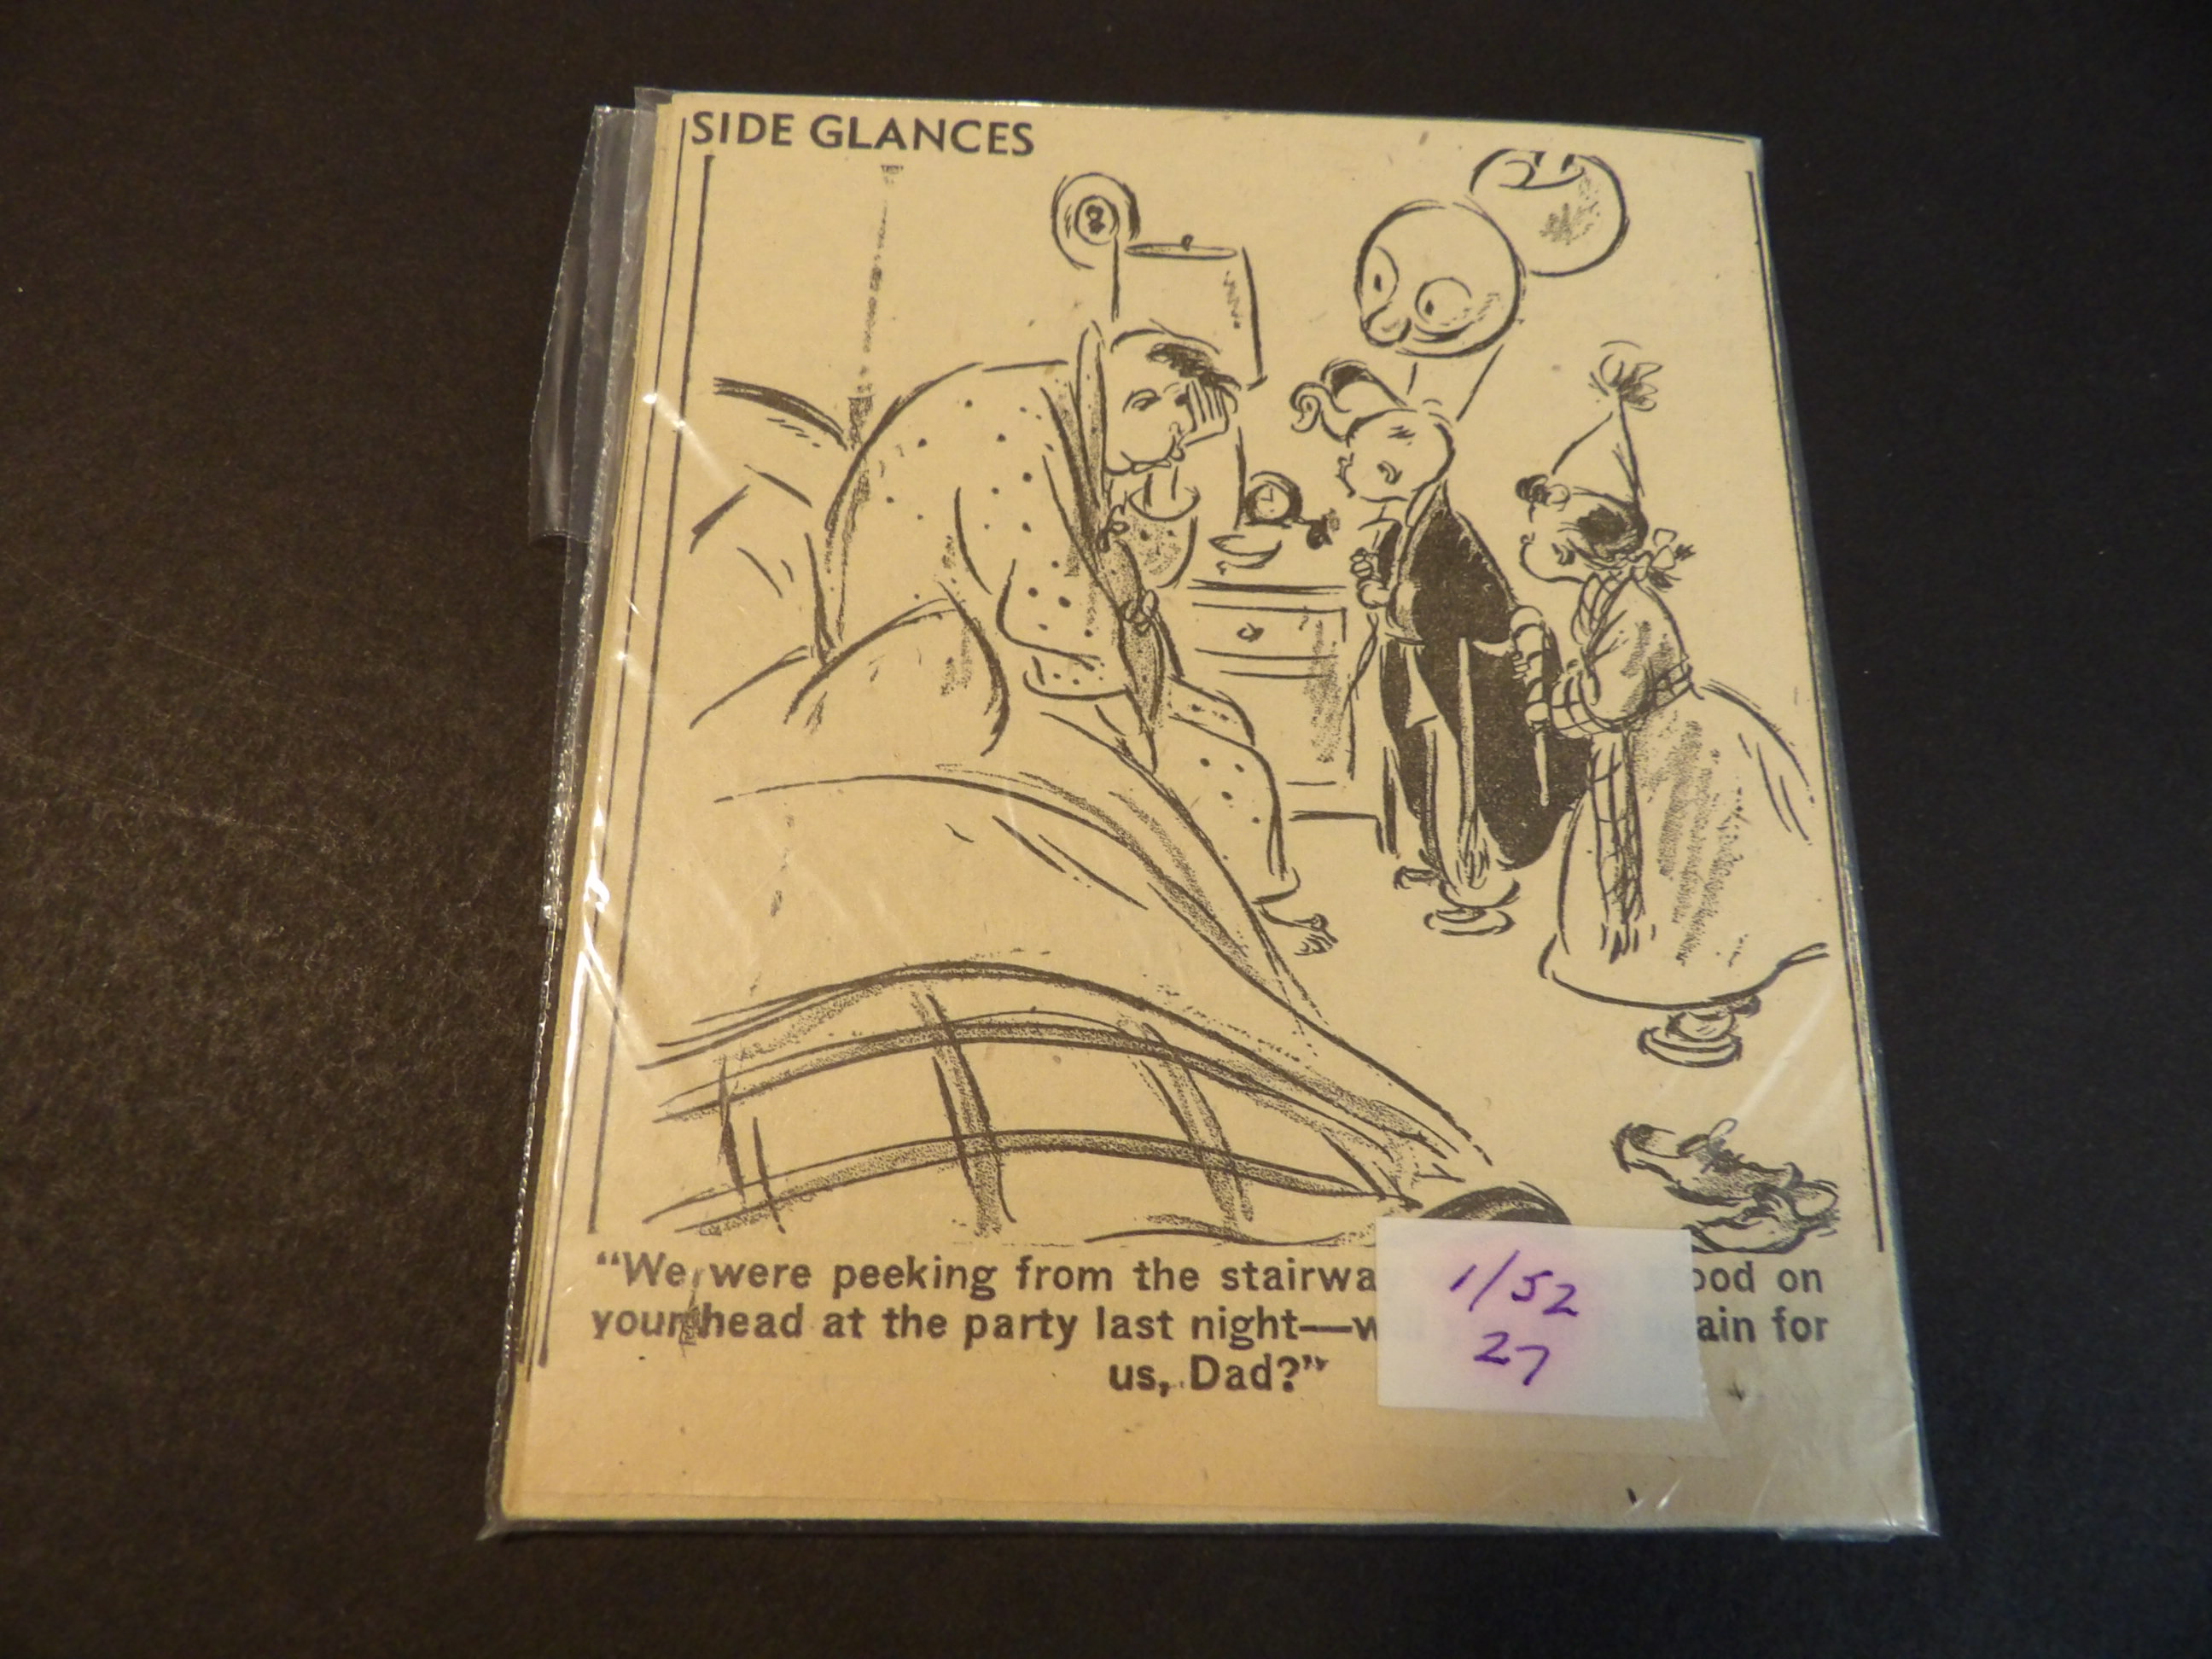 SIDE GLANCES
"We were peeking from the stairwa ood on
your head at the party last night—w ain for
us, Dad?"
1/52
27